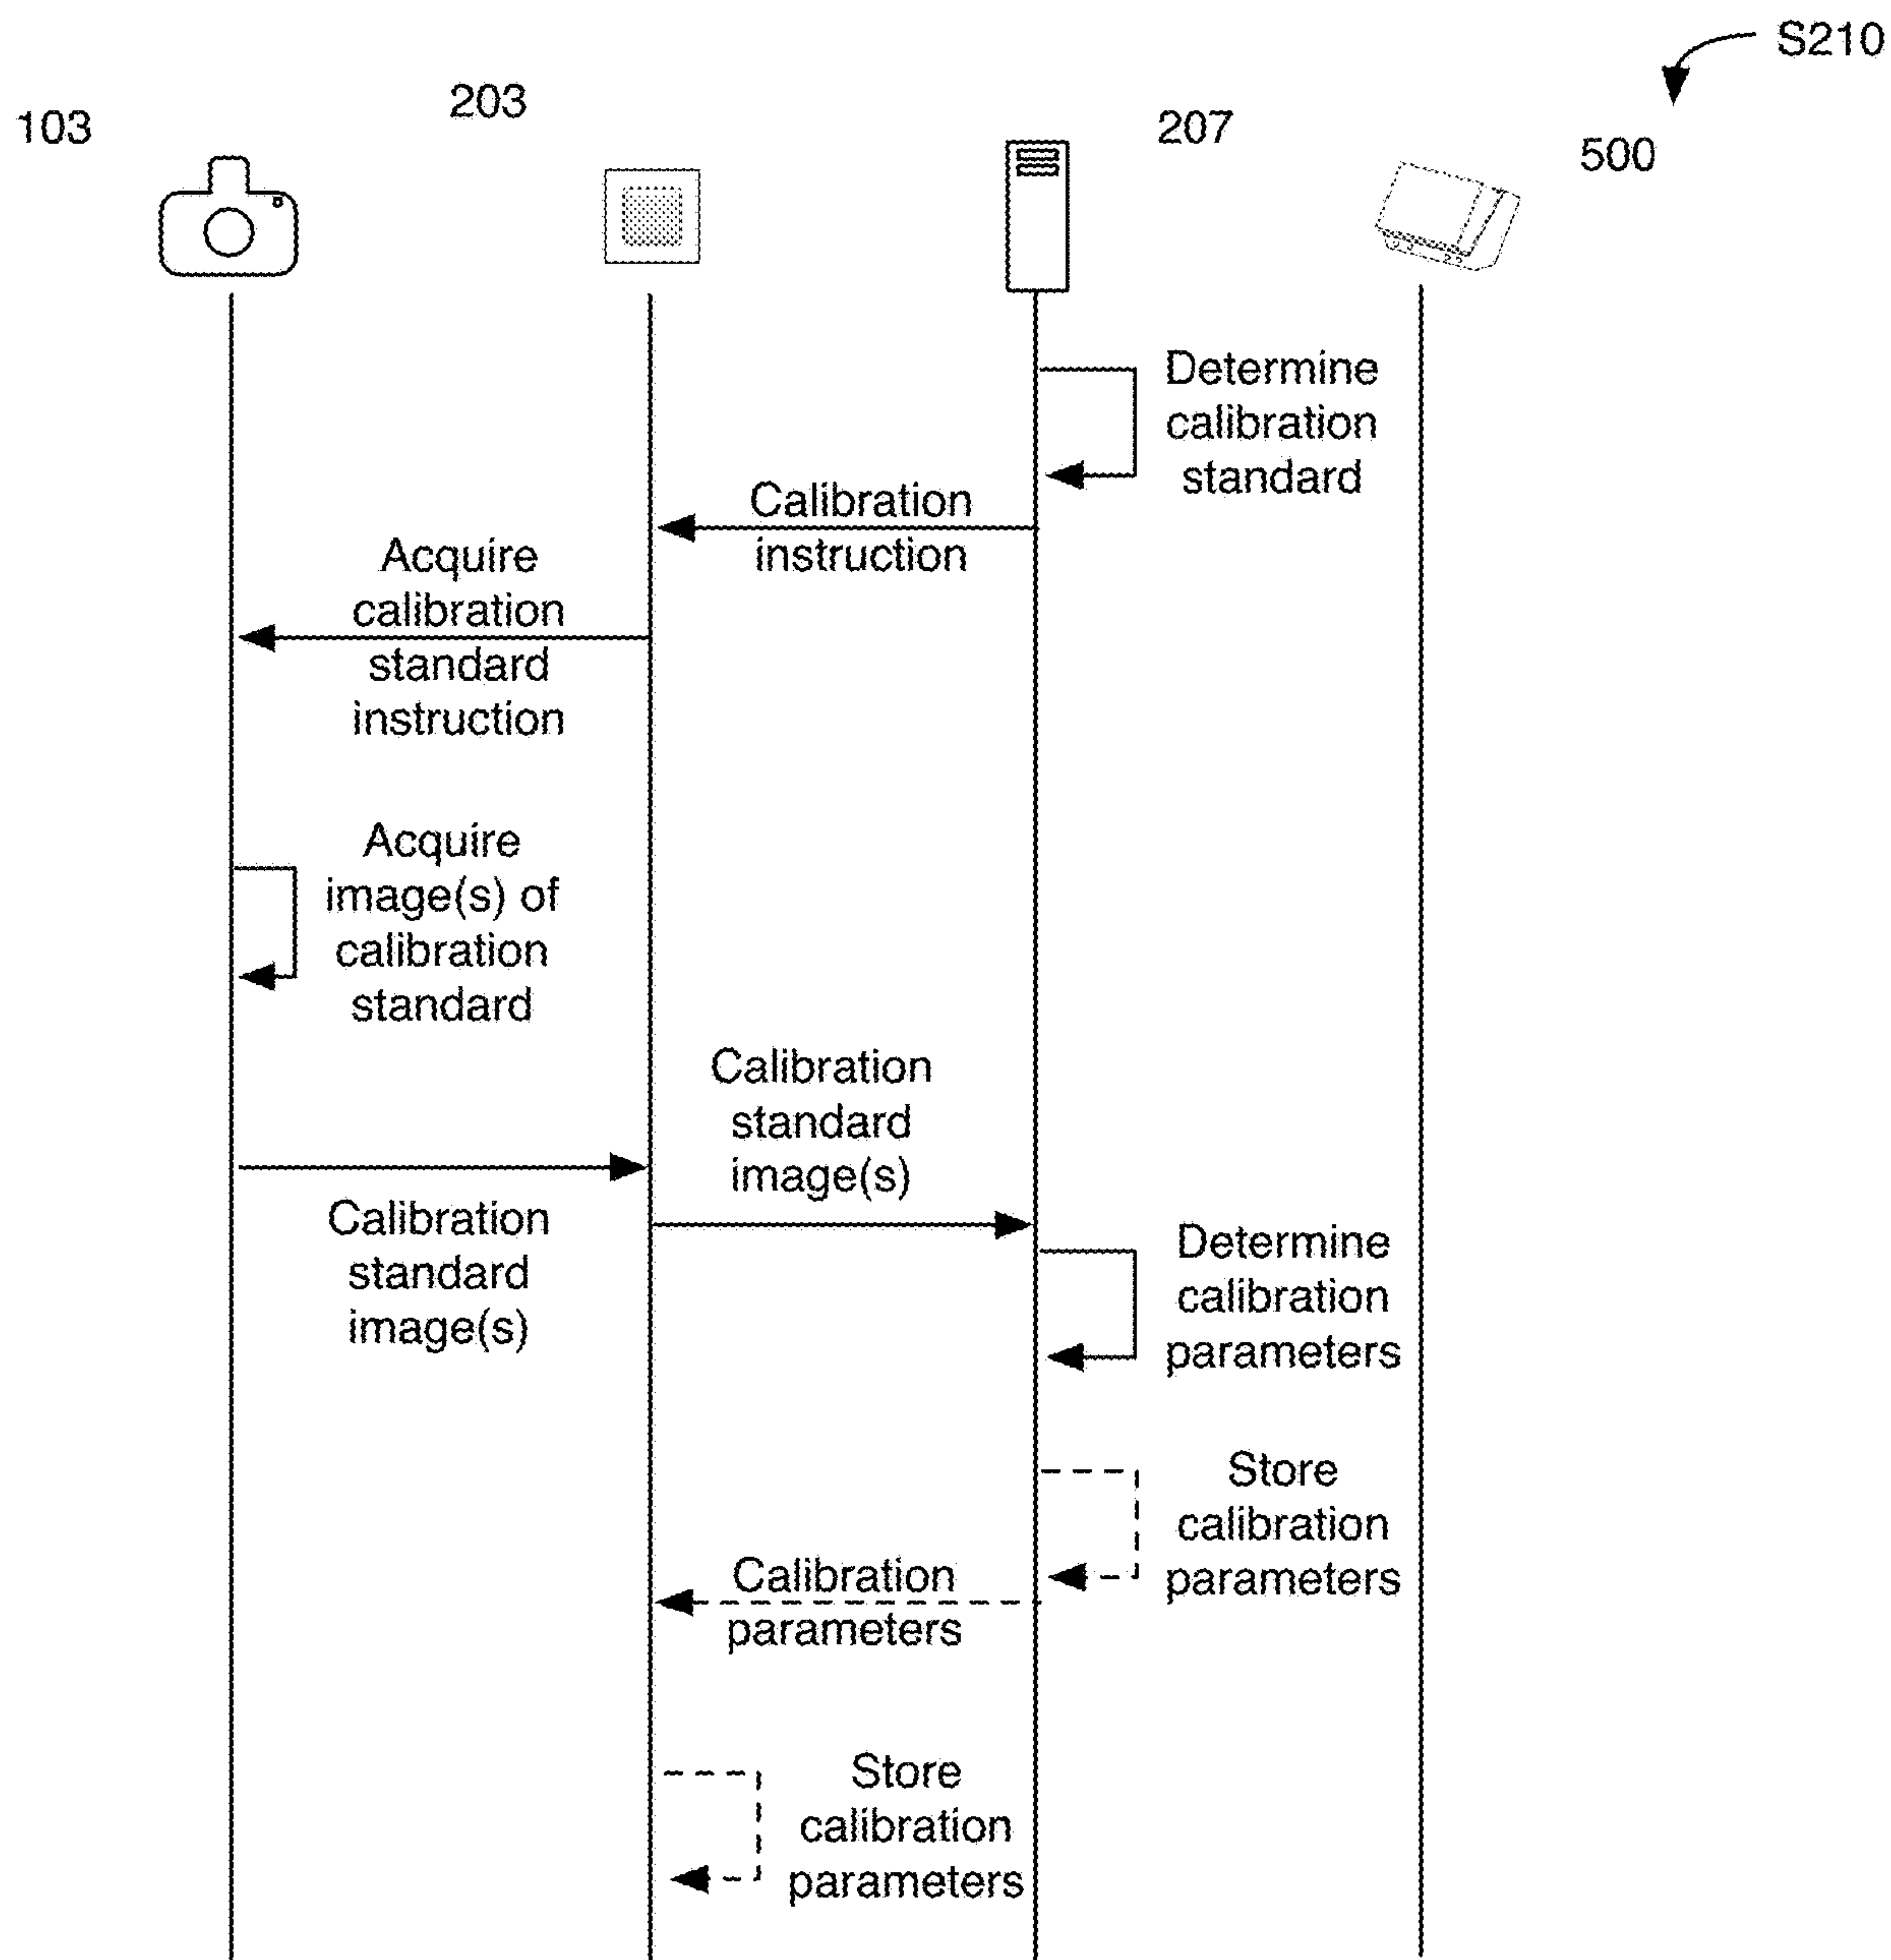 S210
103
203
207
500
Determine
calibration
standard
Calibration
instruction
Acquire
calibration
standard
instruction
Acquire
image(s) of
calibration
standard
Calibration
standard
image(s)
Calibration
standard
image(s)
Determine
calibration
parameters
Store
calibration
parameters
Calibration
parameters
Store
calibration
parameters